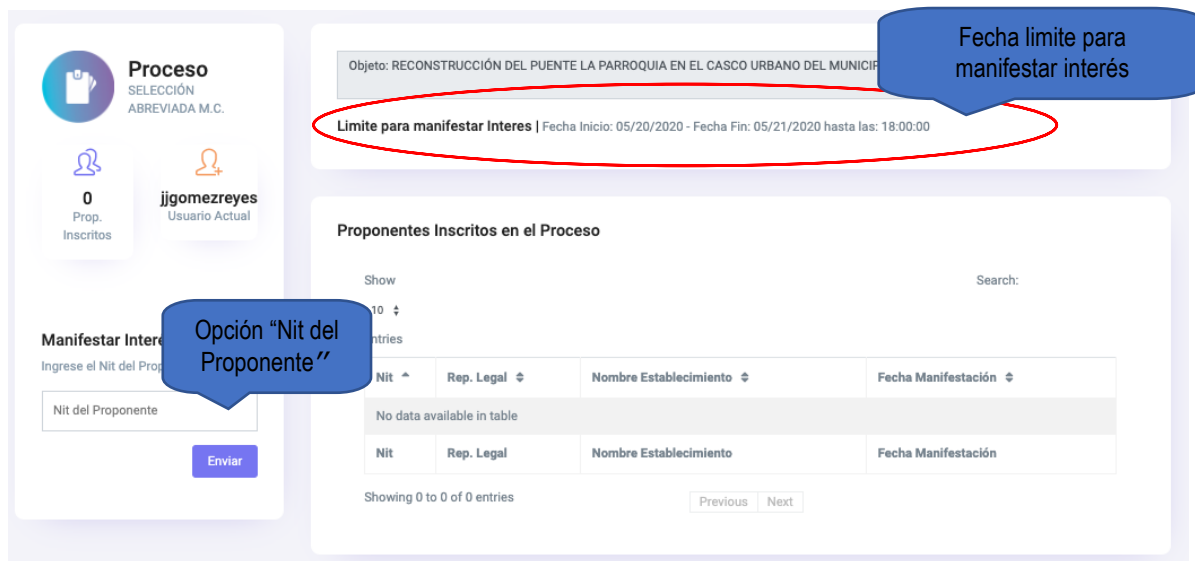 Proceso
SELECCIÓN
ABREVIADA M.C.
0
Prop.
Inscritos
jjgomezreyes
Usuario Actual
Manifestar Intere
Ingrese el Nit del Prop
Nit del Proponente
Enviar
Opción “Nit del
Proponente”
Objeto: RECONSTRUCCIÓN DEL PUENTE LA PARROQUIA EN EL CASCO URBANO DEL MUNICIP
Fecha limite para
manifestar interés
Limite para manifestar Interes | Fecha Inicio: 05/20/2020 - Fecha Fin: 05/21/2020 hasta las: 18:00:00
Proponentes Inscritos en el Proceso
Show
10
ntries
Search:
Nit Rep. Legal Nombre Establecimiento Fecha Manifestación
No data available in table
Nit Rep. Legal Nombre Establecimiento Fecha Manifestación
Showing 0 to 0 of 0 entries
Previous Next